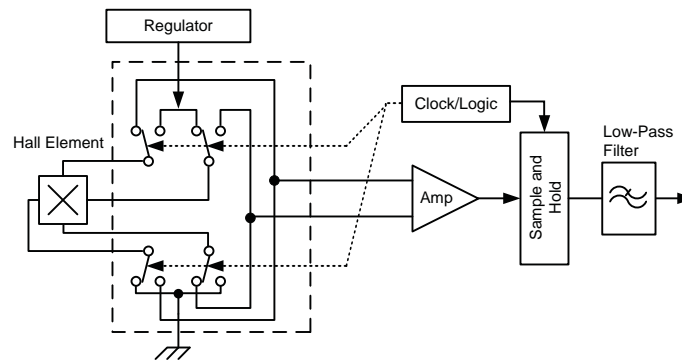 Regulator
Clock/Logic
Hall Element
Low-Pass
Filter
Amp
Sample and
Hold